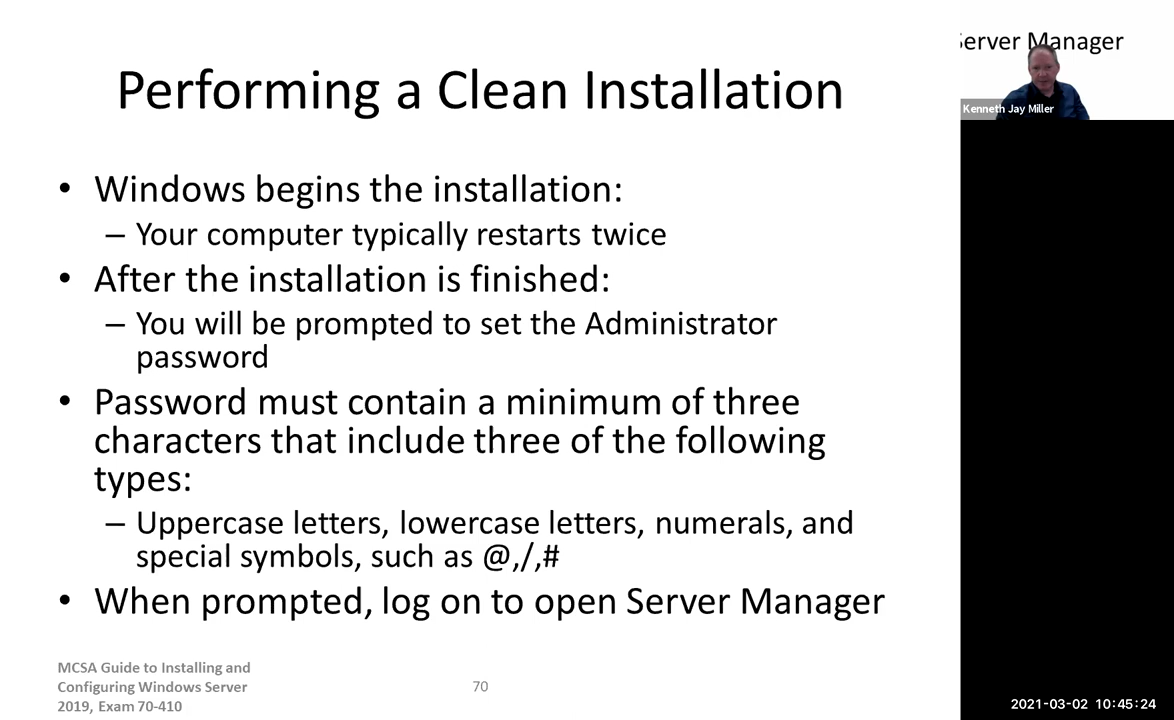 Performing a Clean Installation
• Windows begins the installation:
– Your computer typically restarts twice
• After the installation is finished:
– You will be prompted to set the Administrator
password
• Password must contain a minimum of three
characters that include three of the following
types:
– Uppercase letters, lowercase letters, numerals, and
special symbols, such as @,/,#
• When prompted, log on to open Server Manager
MCSA Guide to Installing and
Configuring Windows Server
2019, Exam 70-410
70
Server Manager
Kenneth Jay Miller
2021-03-02 10:45:24